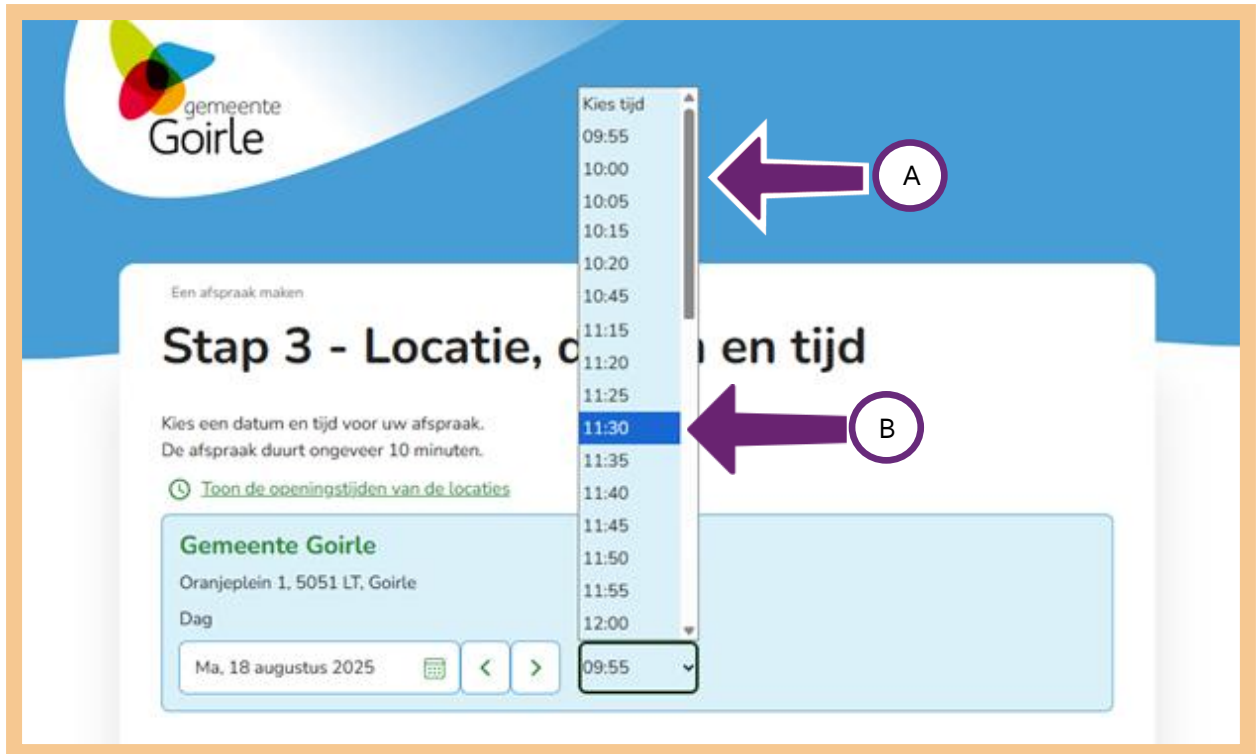 gemeente
Goirle
Kies tijd
09:55
10:00
10:05
10:15
10:20
10:45
11:15
11:20
11:25
11:30
11:35
11:40
11:45
11:50
11:55
12:00
A
B
Een afspraak maken
Stap 3 - Locatie, d en tijd
Kies een datum en tijd voor uw afspraak.
De afspraak duurt ongeveer 10 minuten.
Toon de openingstijden van de locaties
Gemeente Goirle
Oranjeplein 1, 5051 LT, Goirle
Dag
Ma, 18 augustus 2025
09:55